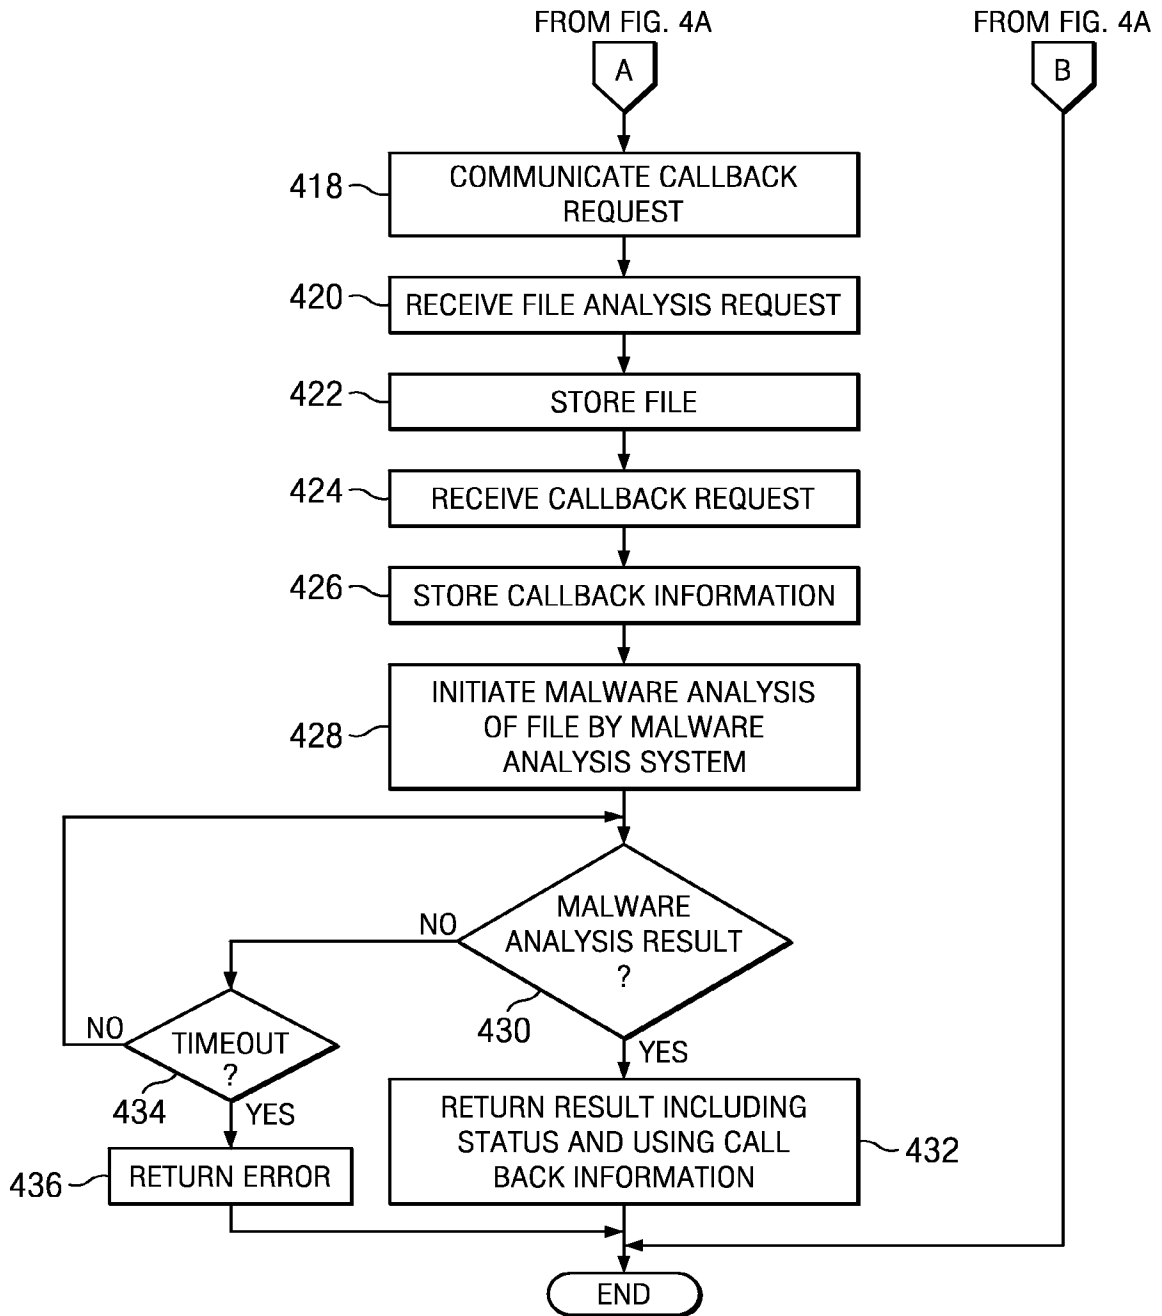 FROM FIG. 4A
FROM FIG. 4A
A
B
418
COMMUNICATE CALLBACK
REQUEST
420
RECEIVE FILE ANALYSIS REQUEST
422
STORE FILE
424
RECEIVE CALLBACK REQUEST
426
STORE CALLBACK INFORMATION
428
INITIATE MALWARE ANALYSIS
OF FILE BY MALWARE
ANALYSIS SYSTEM
MALWARE
ANALYSIS RESULT
?
NO
430
YES
NO
TIMEOUT
?
434
YES
RETURN RESULT INCLUDING
STATUS AND USING CALL
BACK INFORMATION
432
436
RETURN ERROR
END